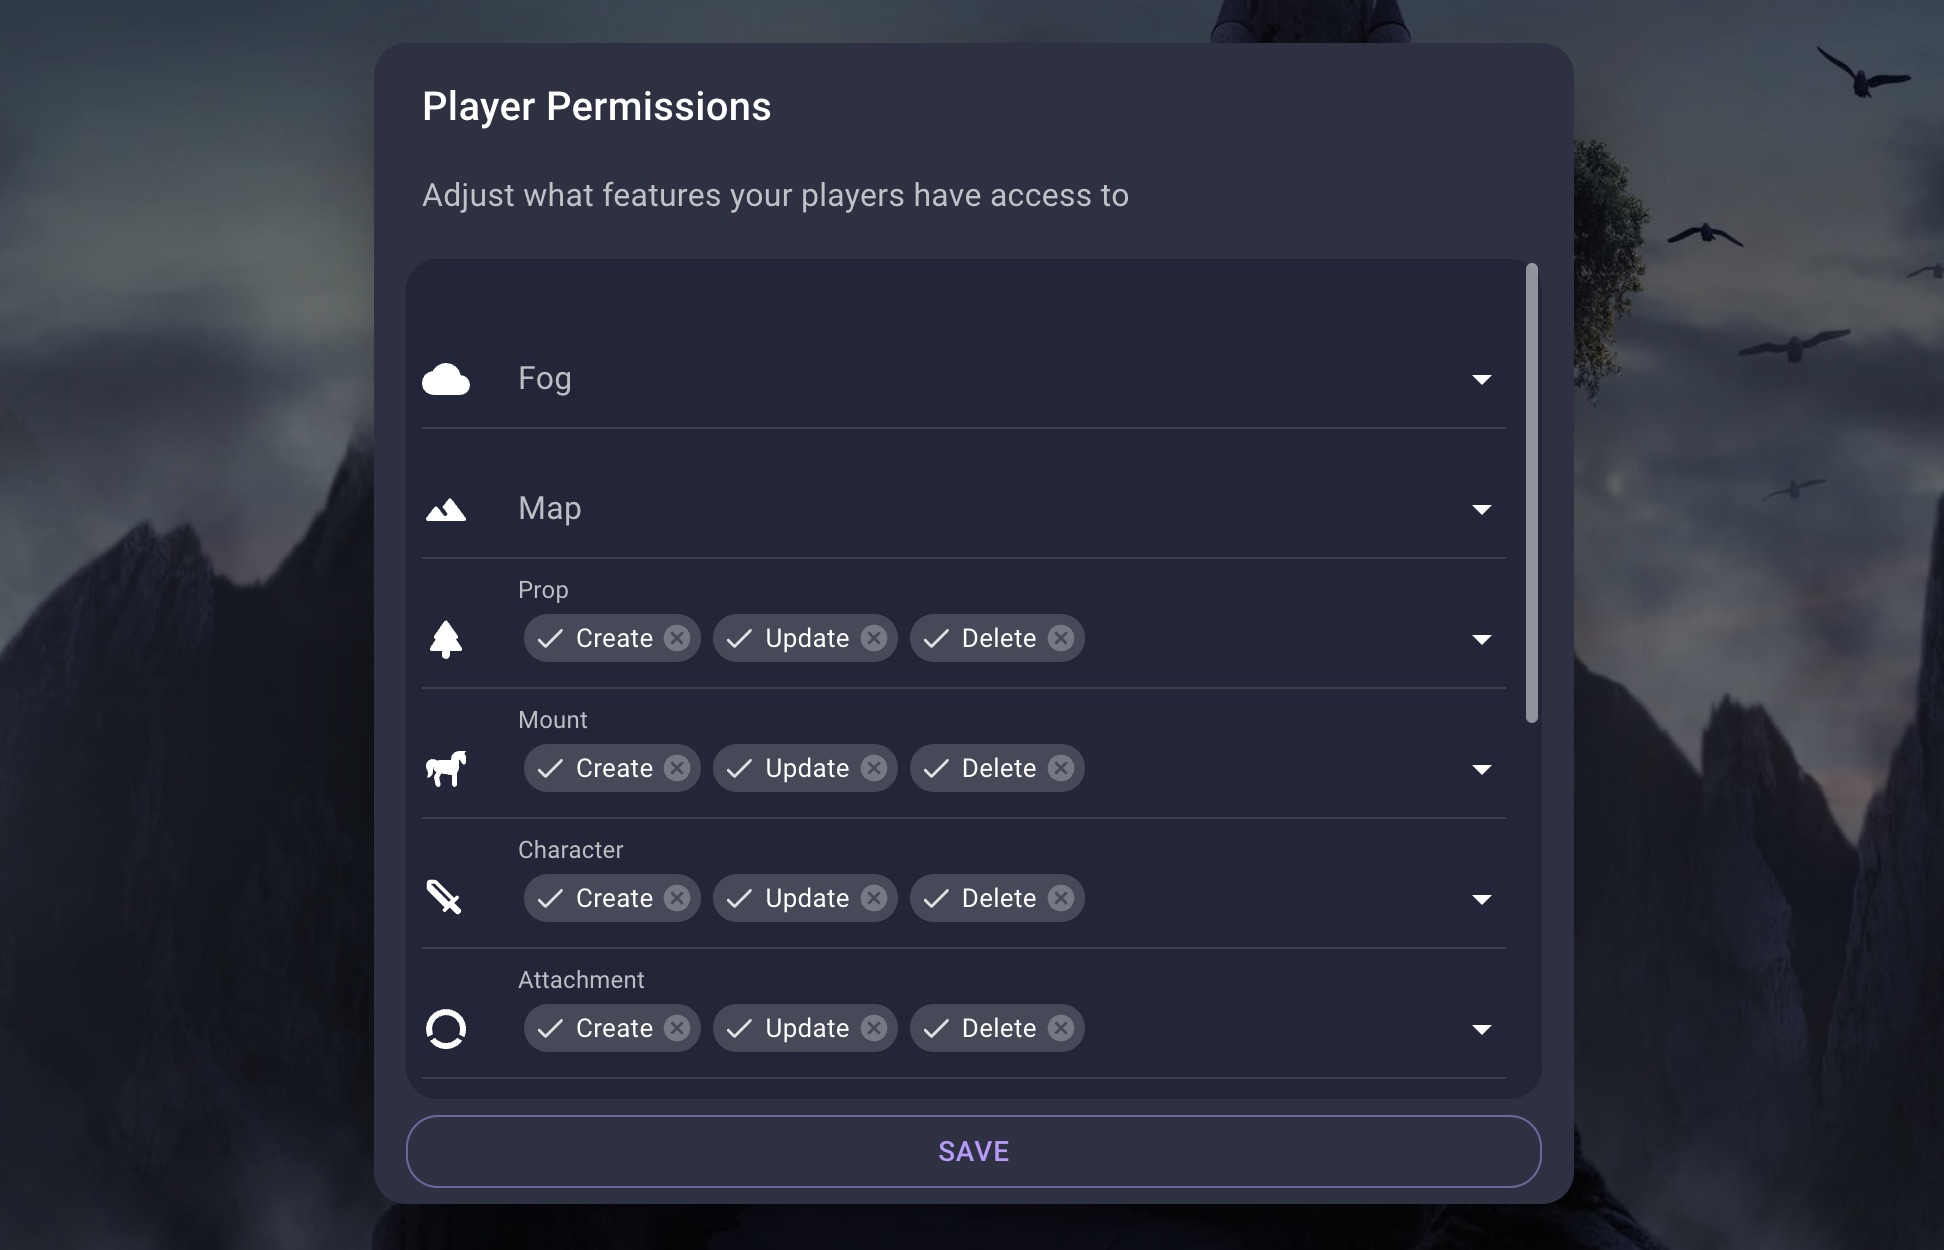 Player Permissions
Adjust what features your players have access to
Fog
Map
Prop
Create Update Delete
Mount
Create Update Delete
Character
Create Update Delete
Attachment
Create Update Delete
SAVE